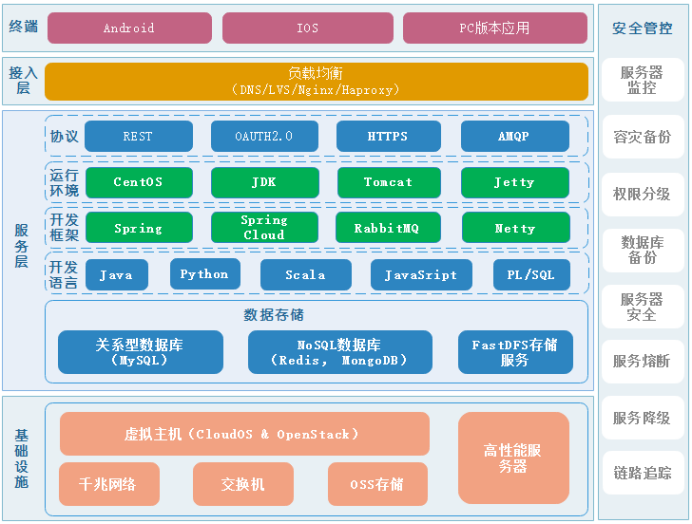 终端
Android
IOS
PC版本应用
接入
层
负载均衡
(DNS/LVS/Nginx/Haproxy)
服务层
协议
REST
OAUTH2.0
HTTPS
AMQP
运行
环境
CentOS
JDK
Tomcat
Jetty
开发
框架
Spring
Spring
Cloud
RabbitMQ
Netty
开发
语言
Java
Python
Scala
JavaSript
PL/SQL
数据存储
关系型数据库
(MySQL)
NoSQL数据库
(Redis, MongoDB)
FastDFS存储
服务
基础设施
虚拟主机(CloudOS & OpenStack)
千兆网络
交换机
OSS存储
高性能服
务器
安全管控
服务器
监控
容灾备份
权限分级
数据库
备份
服务器
安全
服务熔断
服务降级
链路追踪